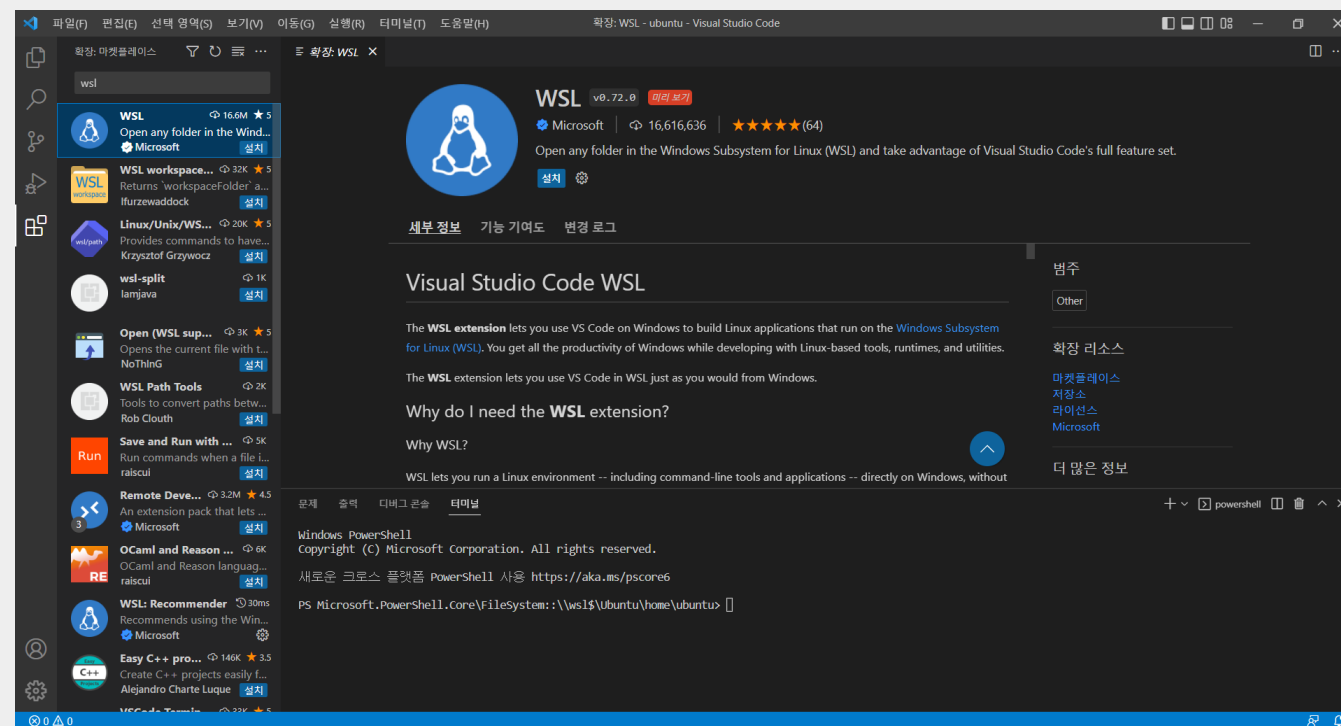 파일(F) 편집(E) 선택 영역(S) 보기(V) 이동(G) 실행(R) 터미널(T) 도움말(H)
확장: WSL - ubuntu - Visual Studio Code
확장: 마켓플레이스
wsl
WSL 16.6M ★ 5
Open any folder in the Wind...
Microsoft 설치
WSL workspace... 32K ★ 5
Returns `workspaceFolder` a...
lfurzewaddock 설치
WSL
workspace
Linux/Unix/WS... 20K ★ 5
Provides commands to have...
Krzysztof Grzywocz 설치
wsl/path
wsl-split 1K
Iamjava 설치
Open (WSL sup... 3K ★ 5
Opens the current file with t...
NoThInG 설치
WSL Path Tools 2K
Tools to convert paths betw...
Rob Clouth 설치
Save and Run with ... 5K
Run commands when a file i...
raiscui 설치
Run
Remote Deve... 3.2M ★ 4.5
An extension pack that lets ...
Microsoft 설치
3
OCaml and Reason ... 6K
OCaml and Reason languag...
raiscui 설치
RE
WSL: Recommender 30ms
Recommends using the Win...
Microsoft
Easy C++ pro... 146K ★ 3.5
Create C++ projects easily f...
Alejandro Charte Luque 설치
C++
0 0
확장: WSL
WSL v0.72.0 미리 보기
Microsoft 16,616,636 ★★★★★(64)
Open any folder in the Windows Subsystem for Linux (WSL) and take advantage of Visual Studio Code's full feature set.
설치
세부 정보 기능 기여도 변경 로그
Visual Studio Code WSL
The WSL extension lets you use VS Code on Windows to build Linux applications that run on the Windows Subsystem
for Linux (WSL). You get all the productivity of Windows while developing with Linux-based tools, runtimes, and utilities.
The WSL extension lets you use VS Code in WSL just as you would from Windows.
Why do I need the WSL extension?
Why WSL?
WSL lets you run a Linux environment -- including command-line tools and applications -- directly on Windows, without
범주
Other
확장 리소스
마켓플레이스
저장소
라이선스
Microsoft
더 많은 정보
문제 출력 디버그 콘솔 터미널
powershell
Windows PowerShell
Copyright (C) Microsoft Corporation. All rights reserved.
새로운 크로스 플랫폼 PowerShell 사용 https://aka.ms/pscore6
PS Microsoft.PowerShell.Core\FileSystem::\\wsl$\Ubuntu\home\ubuntu>